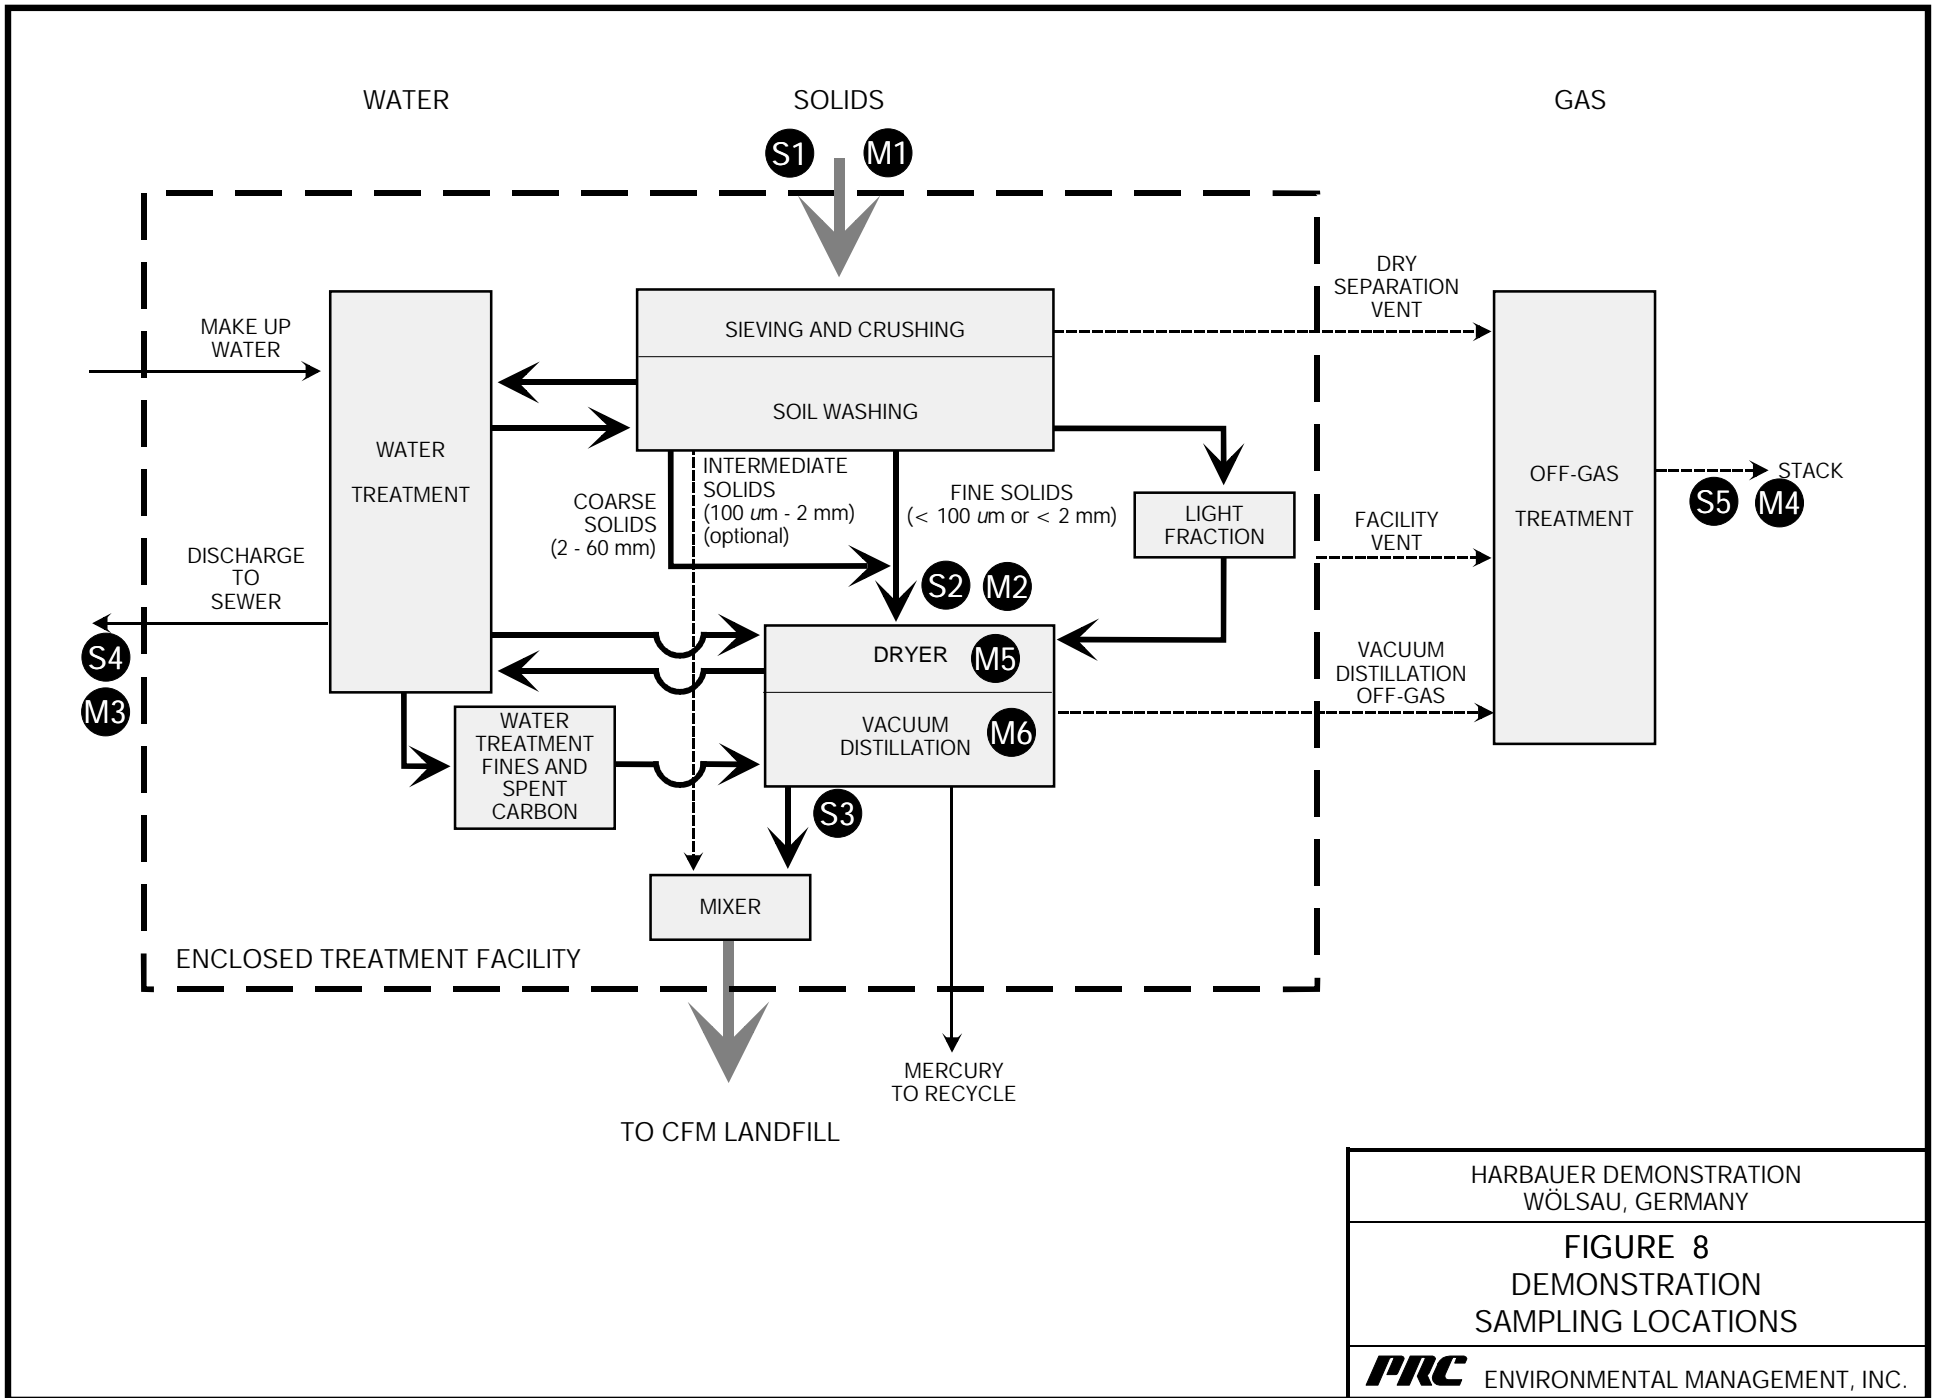 WATER
SOLIDS
GAS
S1
M1
DRY
SEPARATION
VENT
MAKE UP
WATER
SIEVING AND CRUSHING
SOIL WASHING
WATER
TREATMENT
OFF-GAS
TREATMENT
STACK
S5
M4
COARSE
SOLIDS
(2 - 60 mm)
INTERMEDIATE
SOLIDS
(100 um - 2 mm)
(optional)
FINE SOLIDS
(< 100 um or < 2 mm)
LIGHT
FRACTION
FACILITY
VENT
DISCHARGE
TO
SEWER
S2
M2
S4
M3
DRYER
M5
VACUUM
DISTILLATION
M6
VACUUM
DISTILLATION
OFF-GAS
WATER
TREATMENT
FINES AND
SPENT
CARBON
S3
MIXER
ENCLOSED TREATMENT FACILITY
MERCURY
TO RECYCLE
TO CFM LANDFILL
HARBAUER DEMONSTRATION
WÖLSAU, GERMANY
FIGURE 8
DEMONSTRATION
SAMPLING LOCATIONS
PRC ENVIRONMENTAL MANAGEMENT, INC.